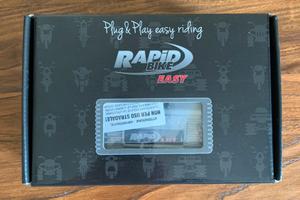 Plug & Play easy riding
RAPiD
BIKE
EASY
NON PER USO STRADALE!